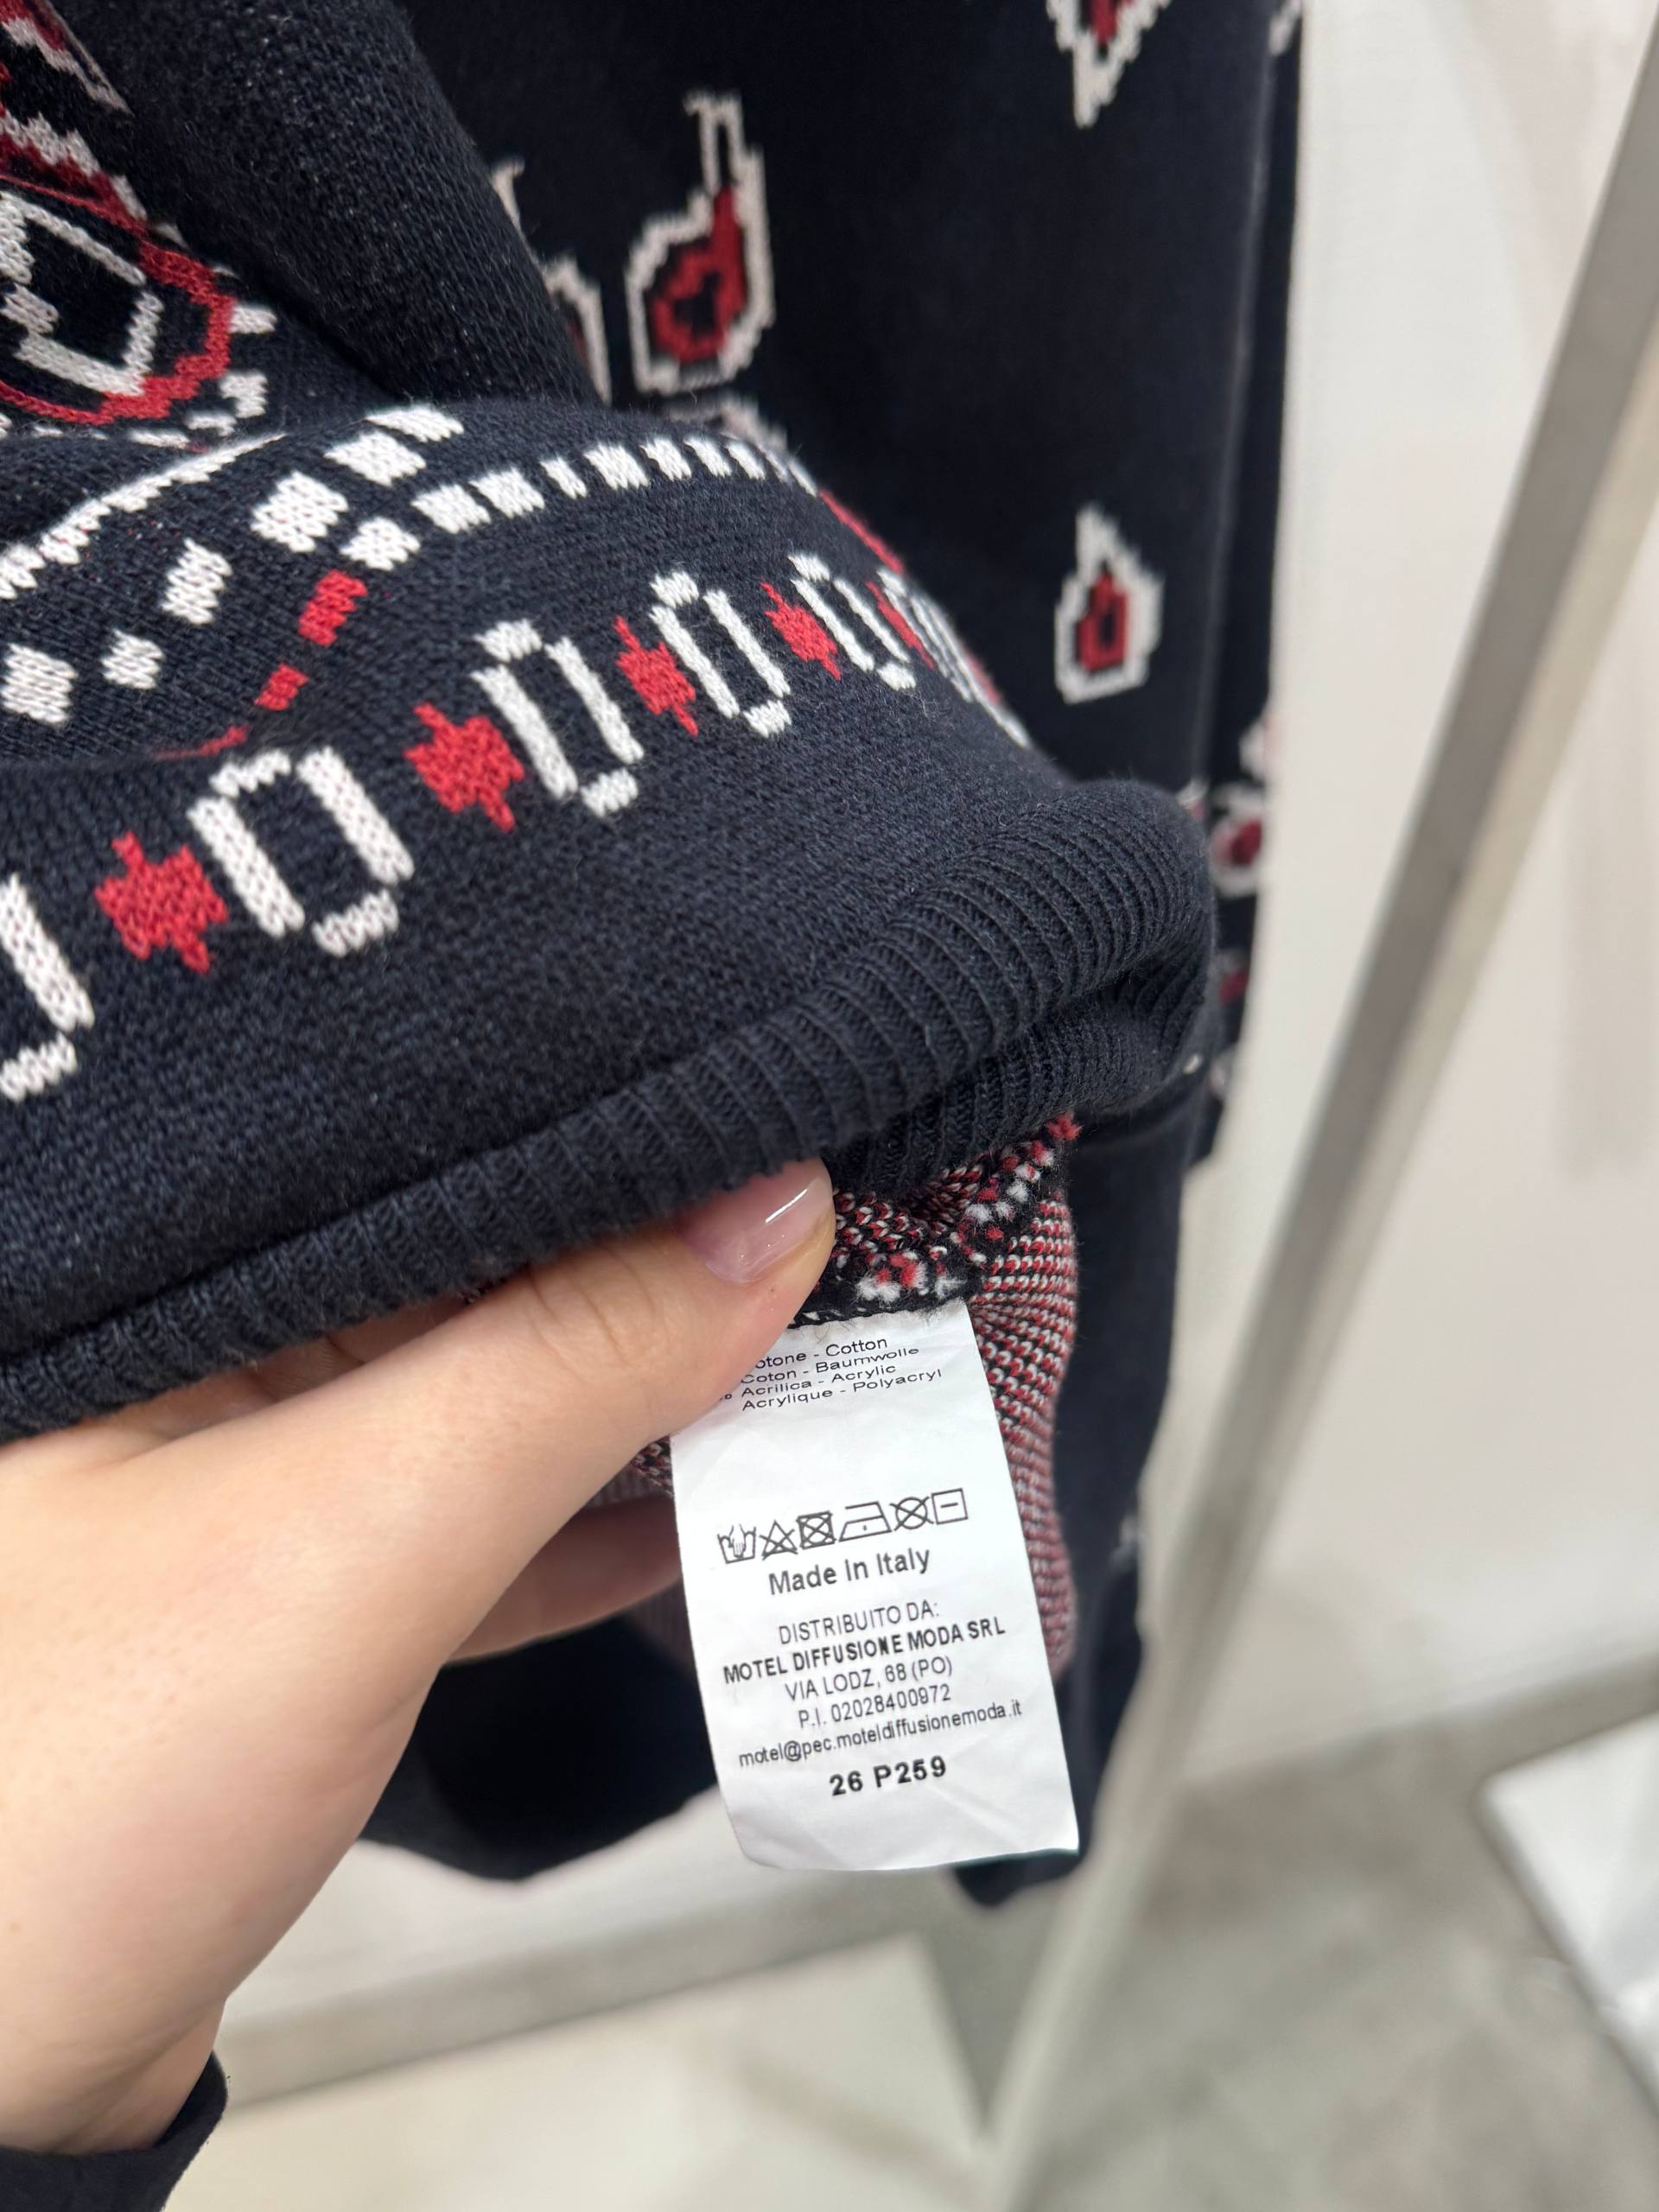 - Cotton
Coton - Baumwolle
Acrilica - Acrylic
Acrylique - Polyacryl
Made In Italy
DISTRIBUITO DA:
MOTEL DIFFUSIONE MODA SRL
VIA LODZ, 68 (PO)
P.I. 02028400972
motel@pec.moteldiffusionemoda.it
26 P259